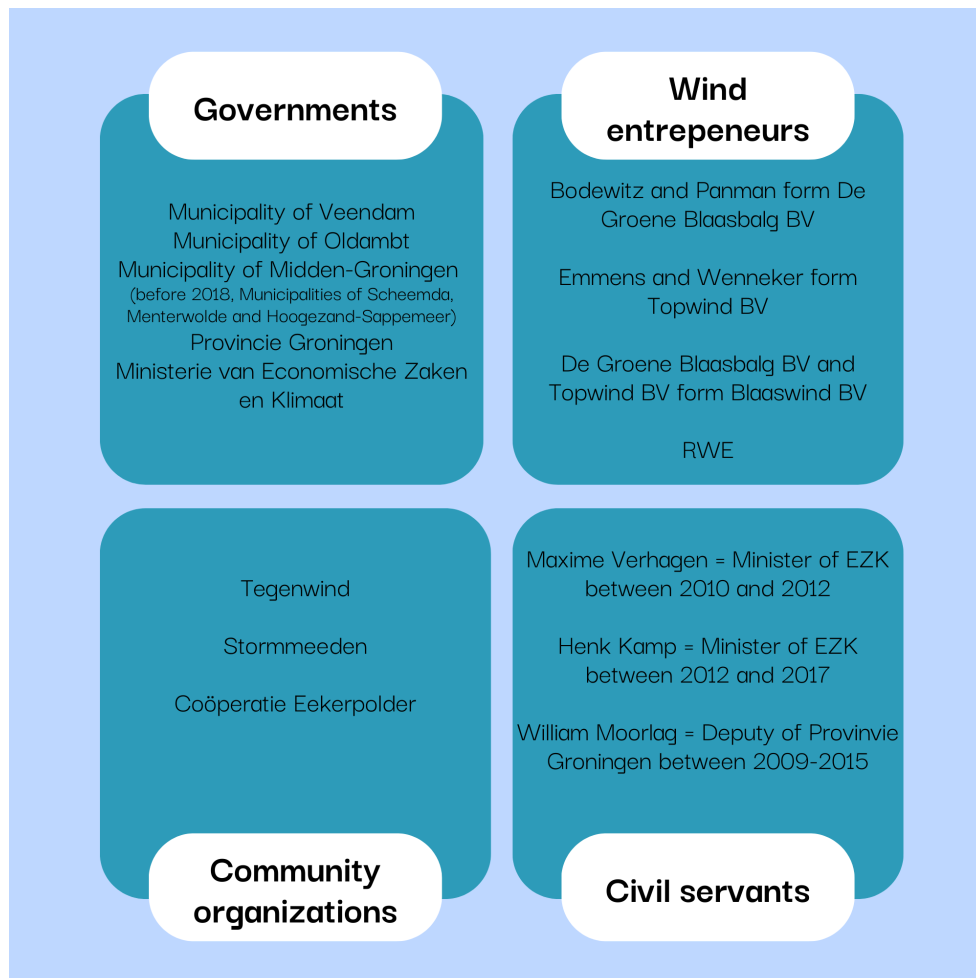 Governments
Municipality of Veendam
Municipality of Oldambt
Municipality of Midden-Groningen
(before 2018, Municipalities of Scheemda,
Menterwolde and Hoogezand-Sappemeer)
Provincie Groningen
Ministerie van Economische Zaken
en Klimaat
Wind
entrepeneurs
Bodewitz and Panman form De
Groene Blaasbalg BV
Emmens and Wenneker form
Topwind BV
De Groene Blaasbalg BV and
Topwind BV form Blaaswind BV
RWE
Tegenwind
Stormmeeden
Coöperatie Eekerpolder
Community
organizations
Maxime Verhagen = Minister of EZK
between 2010 and 2012
Henk Kamp = Minister of EZK
between 2012 and 2017
William Moorlag = Deputy of Provinvie
Groningen between 2009-2015
Civil servants